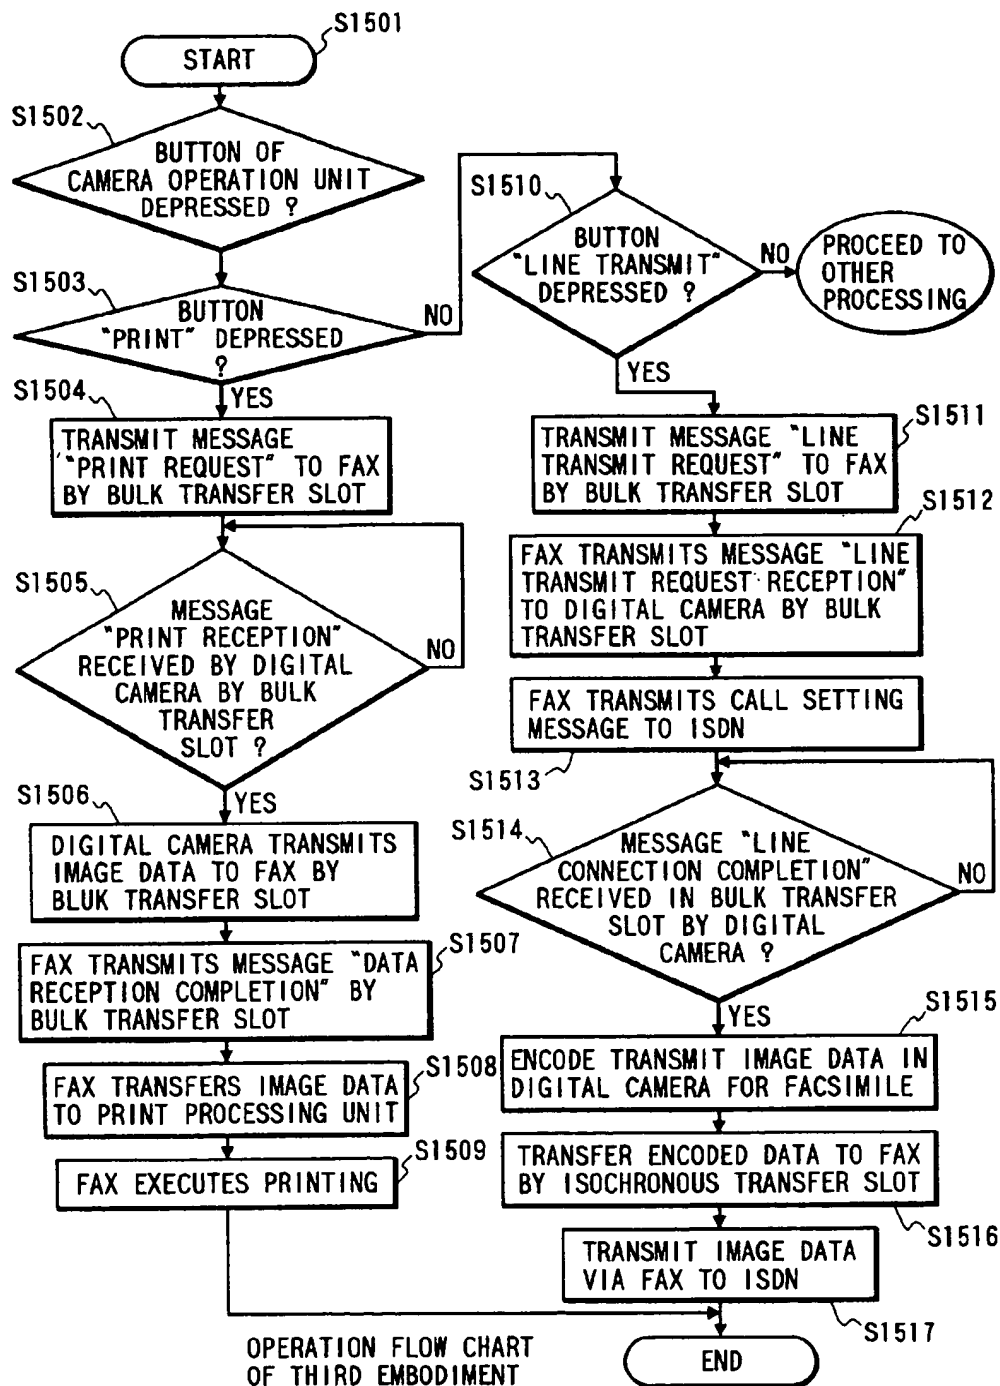 S1501
START
S1502
BUTTON OF
CAMERA OPERATION UNIT
DEPRESSED ?
S1503
BUTTON
"PRINT" DEPRESSED
?
NO
YES
S1504
TRANSMIT MESSAGE
"PRINT REQUEST" TO FAX
BY BULK TRANSFER SLOT
S1505
MESSAGE
"PRINT RECEPTION"
RECEIVED BY DIGITAL
CAMERA BY BULK
TRANSFER
SLOT ?
NO
YES
S1506
DIGITAL CAMERA TRANSMITS
IMAGE DATA TO FAX BY
BLUK TRANSFER SLOT
S1507
FAX TRANSMITS MESSAGE "DATA
RECEPTION COMPLETION" BY
BULK TRANSFER SLOT
S1508
FAX TRANSFERS IMAGE DATA
TO PRINT PROCESSING UNIT
S1509
FAX EXECUTES PRINTING
S1510
BUTTON
"LINE TRANSMIT"
DEPRESSED ?
NO
PROCEED TO
OTHER
PROCESSING
YES
S1511
TRANSMIT MESSAGE "LINE
TRANSMIT REQUEST" TO FAX
BY BULK TRANSFER SLOT
S1512
FAX TRANSMITS MESSAGE "LINE
TRANSMIT REQUEST RECEPTION"
TO DIGITAL CAMERA BY BULK
TRANSFER SLOT
FAX TRANSMITS CALL SETTING
MESSAGE TO ISDN
S1513
S1514
MESSAGE "LINE
CONNECTION COMPLETION"
RECEIVED IN BULK TRANSFER
SLOT BY DIGITAL
CAMERA ?
NO
YES
S1515
ENCODE TRANSMIT IMAGE DATA IN
DIGITAL CAMERA FOR FACSIMILE
TRANSFER ENCODED DATA TO FAX
BY ISOCHRONOUS TRANSFER SLOT
S1516
TRANSMIT IMAGE DATA
VIA FAX TO ISDN
S1517
END
OPERATION FLOW CHART
OF THIRD EMBODIMENT